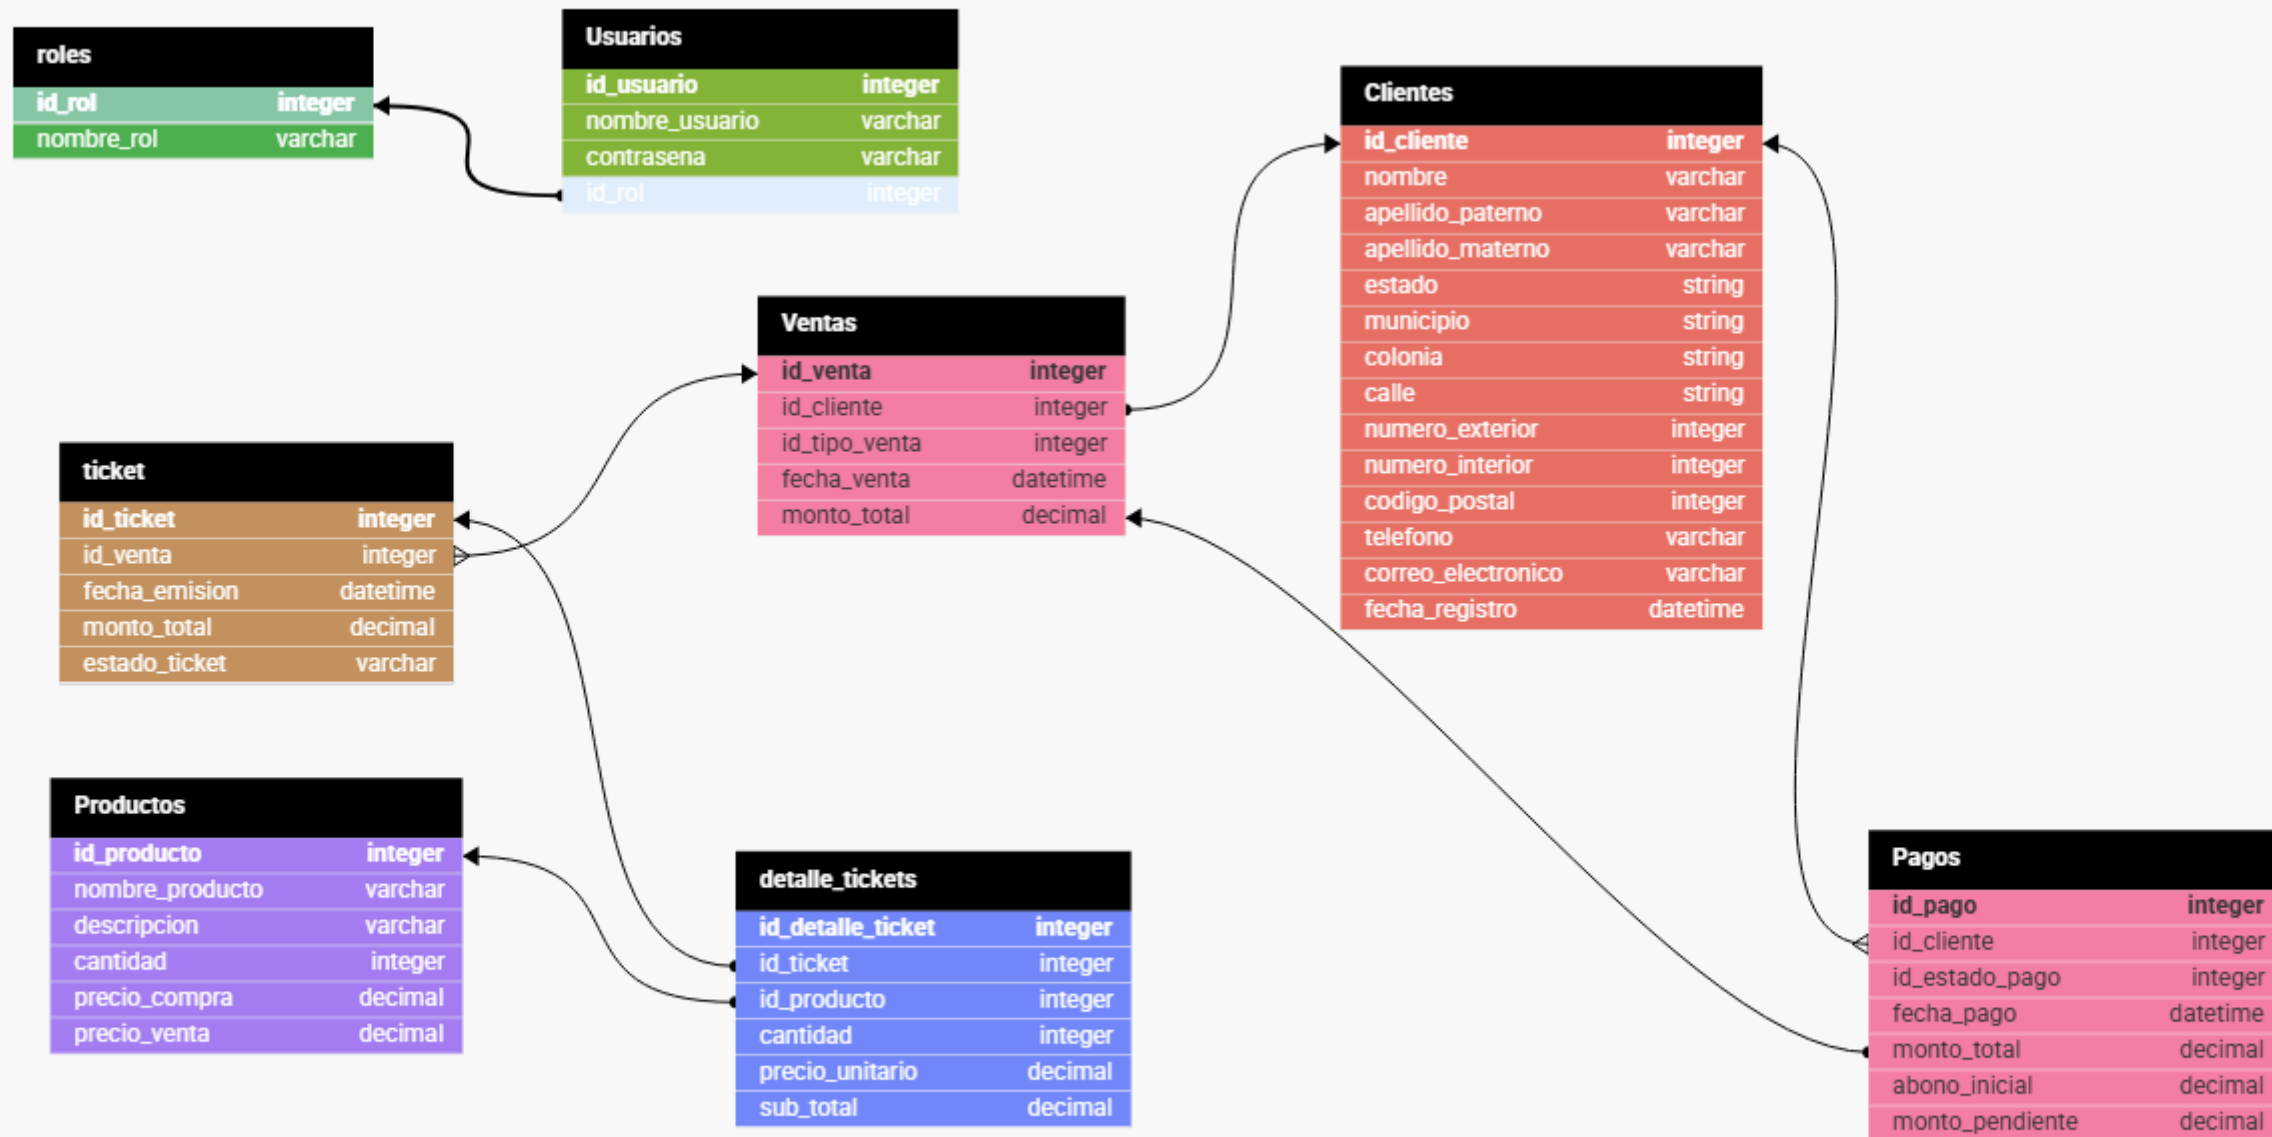 roles
id_rol integer
nombre_rol varchar
Usuarios
id_usuario integer
nombre_usuario varchar
contrasena varchar
id_rol integer
Clientes
id_cliente integer
nombre varchar
apellido_paterno varchar
apellido_materno varchar
estado string
municipio string
colonia string
calle string
numero_exterior integer
numero_interior integer
codigo_postal integer
telefono varchar
correo_electronico varchar
fecha_registro datetime
Ventas
id_venta integer
id_cliente integer
id_tipo_venta integer
fecha_venta datetime
monto_total decimal
ticket
id_ticket integer
id_venta integer
fecha_emision datetime
monto_total decimal
estado_ticket varchar
Productos
id_producto integer
nombre_producto varchar
descripcion varchar
cantidad integer
precio_compra decimal
precio_venta decimal
detalle_tickets
id_detalle_ticket integer
id_ticket integer
id_producto integer
cantidad integer
precio_unitario decimal
sub_total decimal
Pagos
id_pago integer
id_cliente integer
id_estado_pago integer
fecha_pago datetime
monto_total decimal
abono_inicial decimal
monto_pendiente decimal